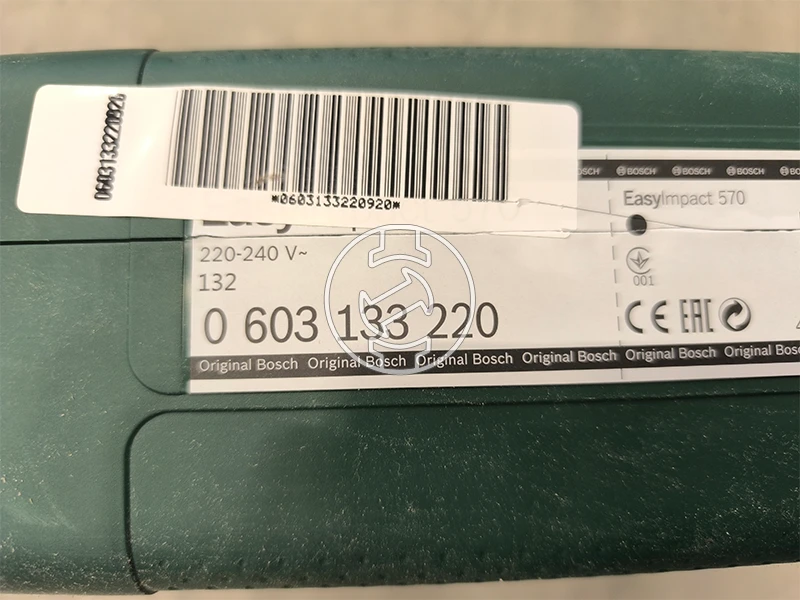 0603133220920
*0603133220920*
BOSCH BOSCH BOSCH BOSCH
EasyImpact 570
220-240 V~
132
001
0 603 133 220
CE EAC
Original Bosch Original Bosch Original Bosch Original Bosch Original Bosch Original Bosch